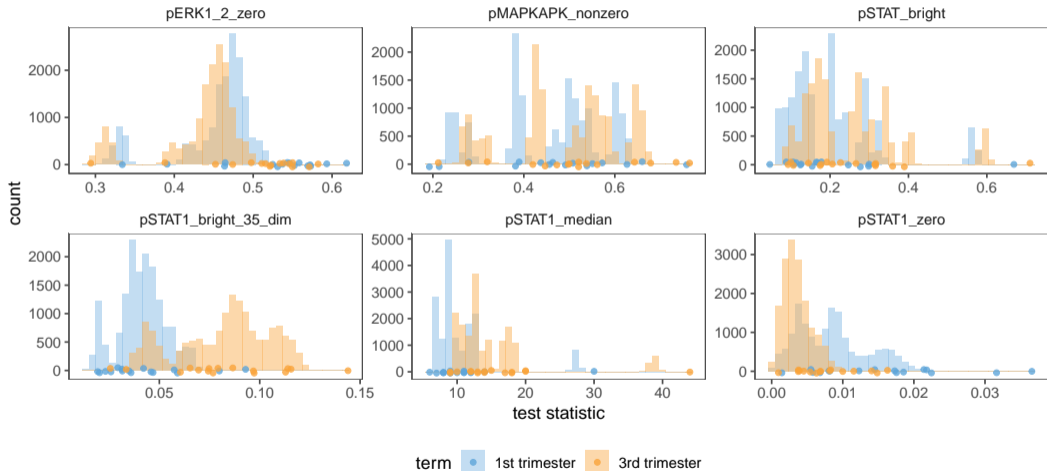 pERK1_2_zero
pMAPKAPK_nonzero
pSTAT_bright
2000
1000
0
0.3 0.4 0.5 0.6
2000
1500
1000
500
0
0.2 0.4 0.6
2000
1500
1000
500
0
0.2 0.4 0.6
count
pSTAT1_bright_35_dim
pSTAT1_median
pSTAT1_zero
2000
1500
1000
500
0
0.05 0.10 0.15
5000
4000
3000
2000
1000
0
10 20 30 40
3000
2000
1000
0
0.00 0.01 0.02 0.03
test statistic
term 1st trimester 3rd trimester